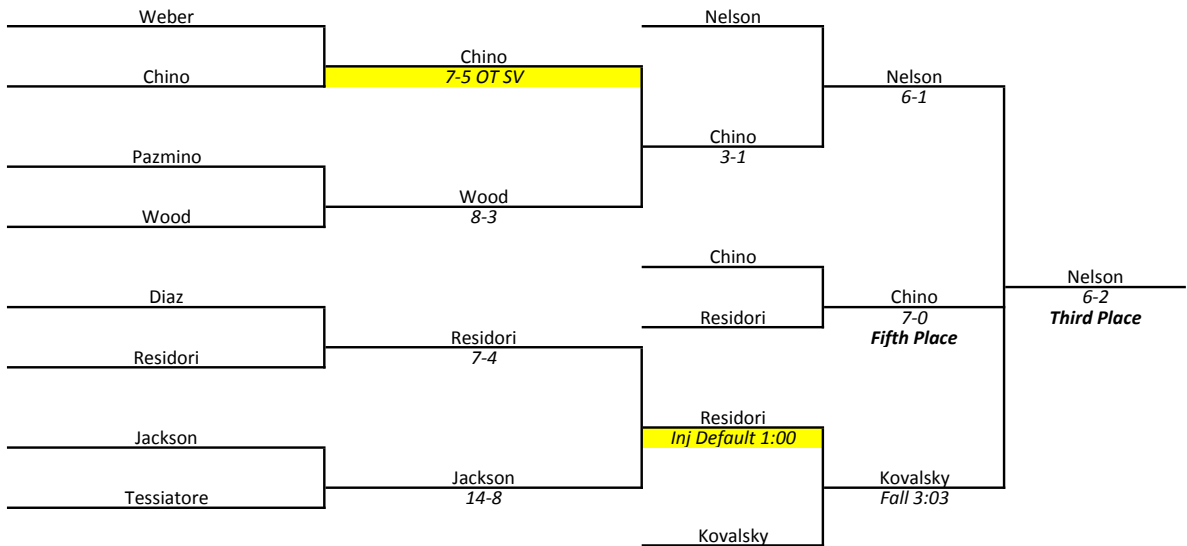 Weber
Nelson
Chino
7-5 OT SV
Chino
Nelson
6-1
Chino
3-1
Pazmino
Wood
8-3
Wood
Chino
Nelson
6-2
Third Place
Diaz
Chino
7-0
Fifth Place
Residori
Residori
7-4
Residori
Residori
Inj Default 1:00
Jackson
Jackson
14-8
Kovalsky
Fall 3:03
Tessiatore
Kovalsky